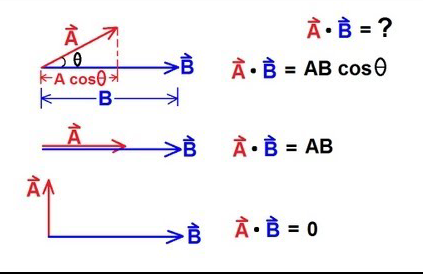 A⃗ · B⃗ = ?
A⃗
θ
B⃗
A⃗ · B⃗ = AB cosθ
A cosθ
B
A⃗
B⃗
A⃗ · B⃗ = AB
A⃗
B⃗
A⃗ · B⃗ = 0